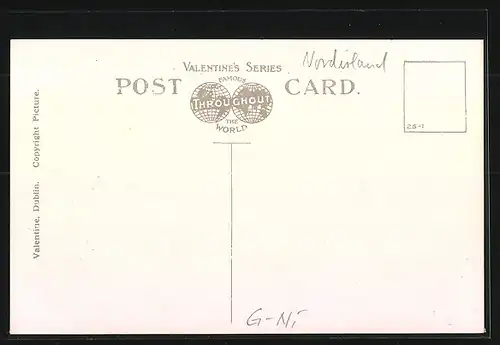 VALENTINE'S SERIES
Nordirland
POST CARD.
FAMOUS
THROUGHOUT
THE
WORLD
25-1
Valentine, Dublin. Copyright Picture.
G-Ni